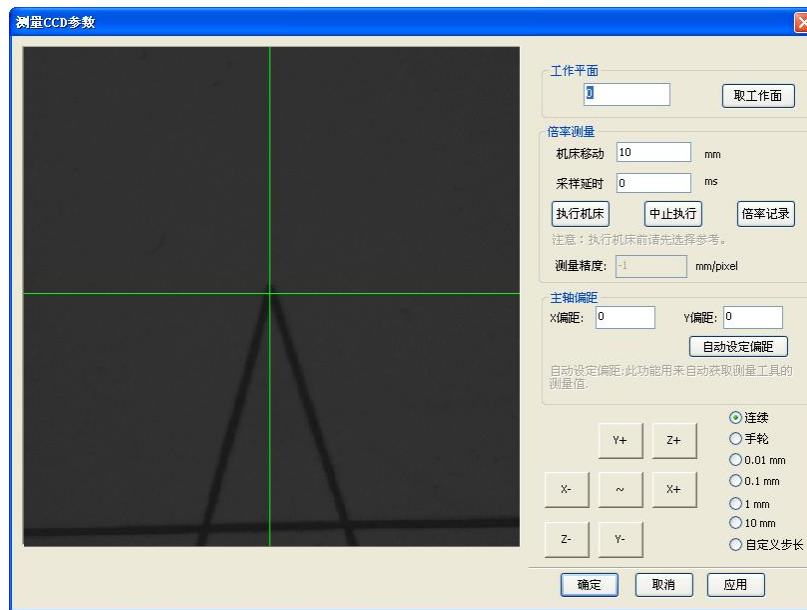 测量CCD参数
工作平面
0
取工作面
倍率测量
机床移动 10 mm
采样延时 0 ms
执行机床 中止执行 倍率记录
注意：执行机床前请先选择参考。
测量精度: -1 mm/pixel
主轴偏距
X偏距: 0 Y偏距: 0
自动设定偏距
自动设定偏距:此功能用来自动获取测量工具的
测量值.
连续
Y+ Z+ 手轮
0.01 mm
X- ~ X+ 0.1 mm
1 mm
10 mm
Z- Y- 自定义步长
确定 取消 应用